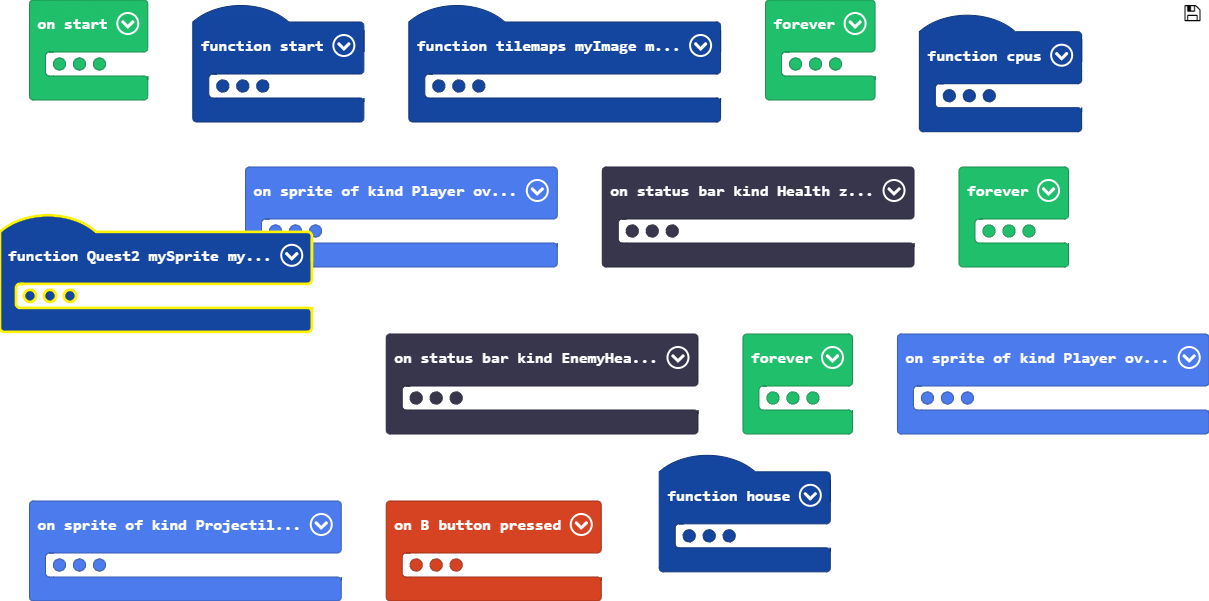 on start
function start
function tilemaps myImage m...
forever
function cpus
on sprite of kind Player ov...
on status bar kind Health z...
forever
function Quest2 mySprite my...
on status bar kind EnemyHea...
forever
on sprite of kind Player ov...
on sprite of kind Projectil...
on B button pressed
function house